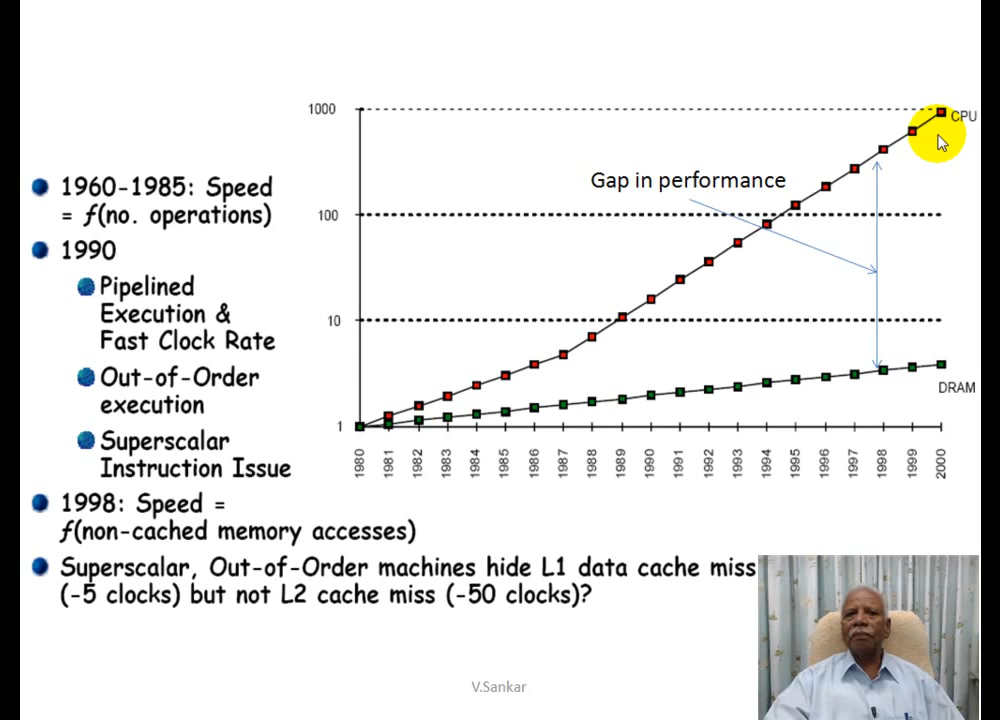 1000
CPU
Gap in performance
1960-1985: Speed
= ƒ(no. operations)
100
1990
Pipelined
Execution &
Fast Clock Rate
10
Out-of-Order
execution
DRAM
1
Superscalar
Instruction Issue
1980 1981 1982 1983 1984 1985 1986 1987 1988 1989 1990 1991 1992 1993 1994 1995 1996 1997 1998 1999 2000
1998: Speed =
ƒ(non-cached memory accesses)
Superscalar, Out-of-Order machines hide L1 data cache miss
(-5 clocks) but not L2 cache miss (-50 clocks)?
V.Sankar